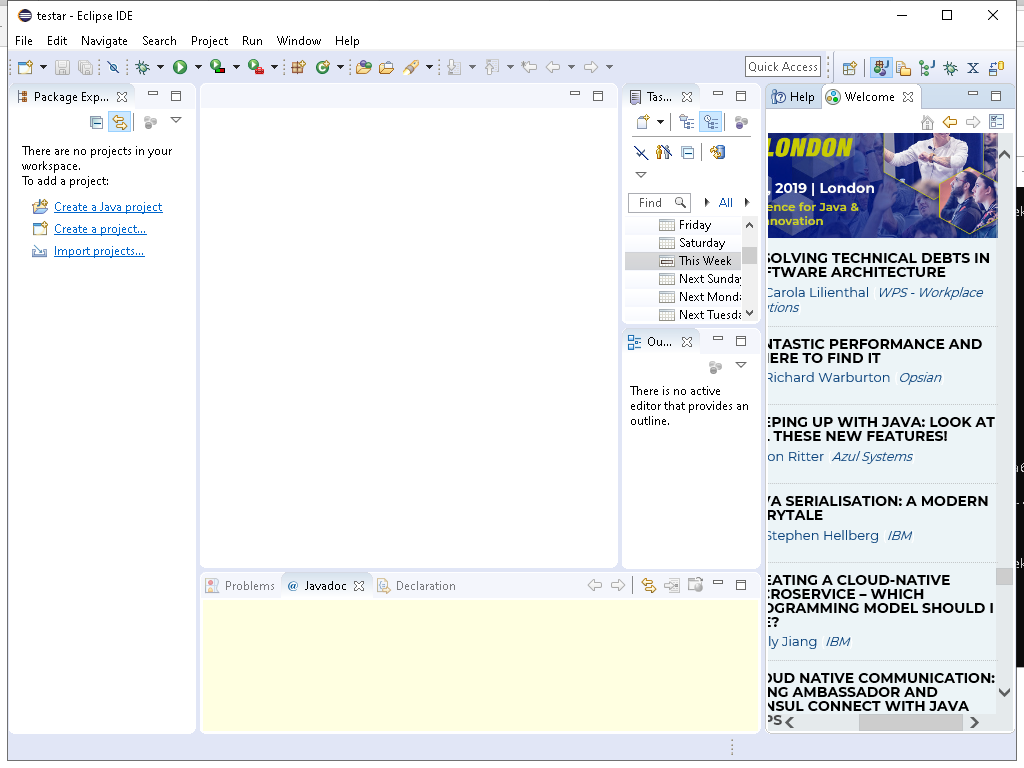 testar - Eclipse IDE
File Edit Navigate Search Project Run Window Help
Quick Access
Package Exp...
There are no projects in your
workspace.
To add a project:
Create a Java project
Create a project...
Import projects...
Tas...
Find
All
Friday
Saturday
This Week
Next Sunday
Next Monda
Next Tuesda
Ou...
There is no active
editor that provides an
outline.
Problems @ Javadoc Declaration
Help Welcome
LONDON
, 2019 | London
ence for Java &
nnovation
SOLVING TECHNICAL DEBTS IN
FTWARE ARCHITECTURE
Carola Lilienthal WPS - Workplace
tions
NTASTIC PERFORMANCE AND
HERE TO FIND IT
Richard Warburton Opsian
EPING UP WITH JAVA: LOOK AT
L THESE NEW FEATURES!
on Ritter Azul Systems
VA SERIALISATION: A MODERN
RYTALE
Stephen Hellberg IBM
EATING A CLOUD-NATIVE
CROSERVICE – WHICH
OGRAMMING MODEL SHOULD I
E?
ly Jiang IBM
OUD NATIVE COMMUNICATION:
NG AMBASSADOR AND
NSUL CONNECT WITH JAVA
PS